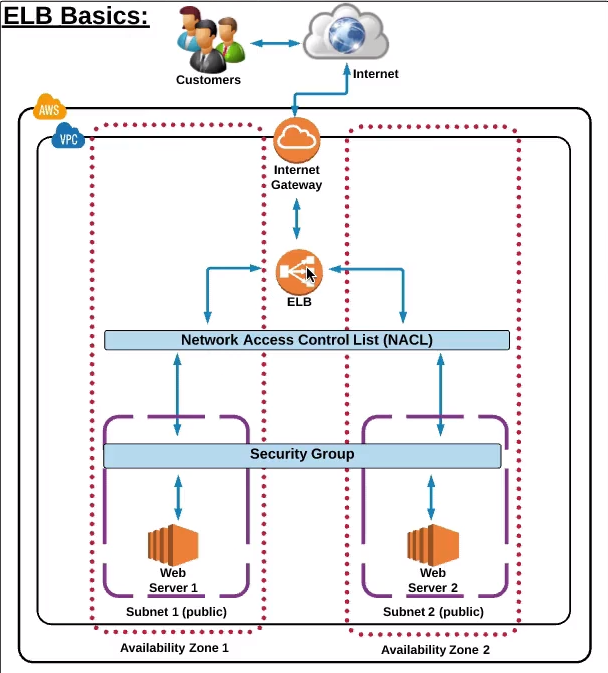 ELB Basics:
Customers
Internet
AWS
VPC
Internet
Gateway
ELB
Network Access Control List (NACL)
Security Group
Web
Server 1
Web
Server 2
Subnet 1 (public)
Subnet 2 (public)
Availability Zone 1
Availability Zone 2